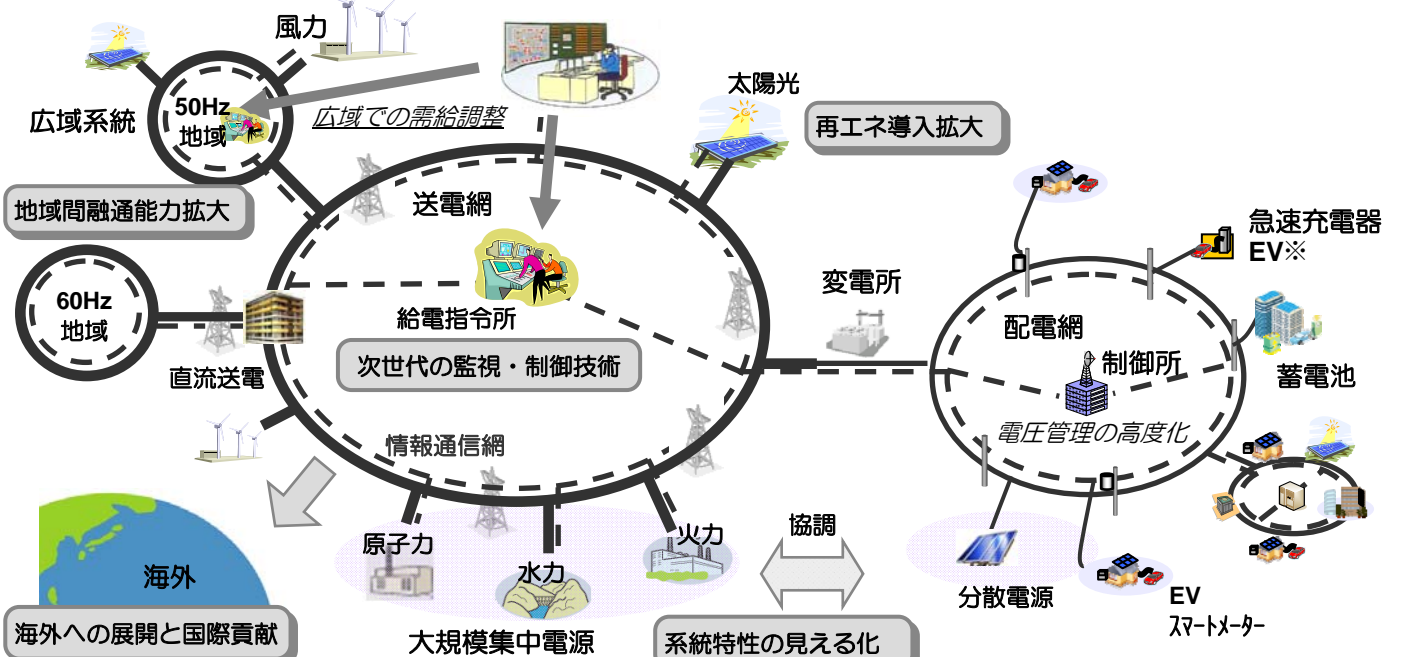 風力
太陽光
50Hz
地域
広域系統
広域での需給調整
再エネ導入拡大
地域間融通能力拡大
送電網
急速充電器
EV※
60Hz
地域
給電指令所
変電所
配電網
次世代の監視・制御技術
制御所
直流送電
蓄電池
電圧管理の高度化
情報通信網
原子力
火力
協調
水力
海外
分散電源
EV
スマートメーター
海外への展開と国際貢献
大規模集中電源
系統特性の見える化